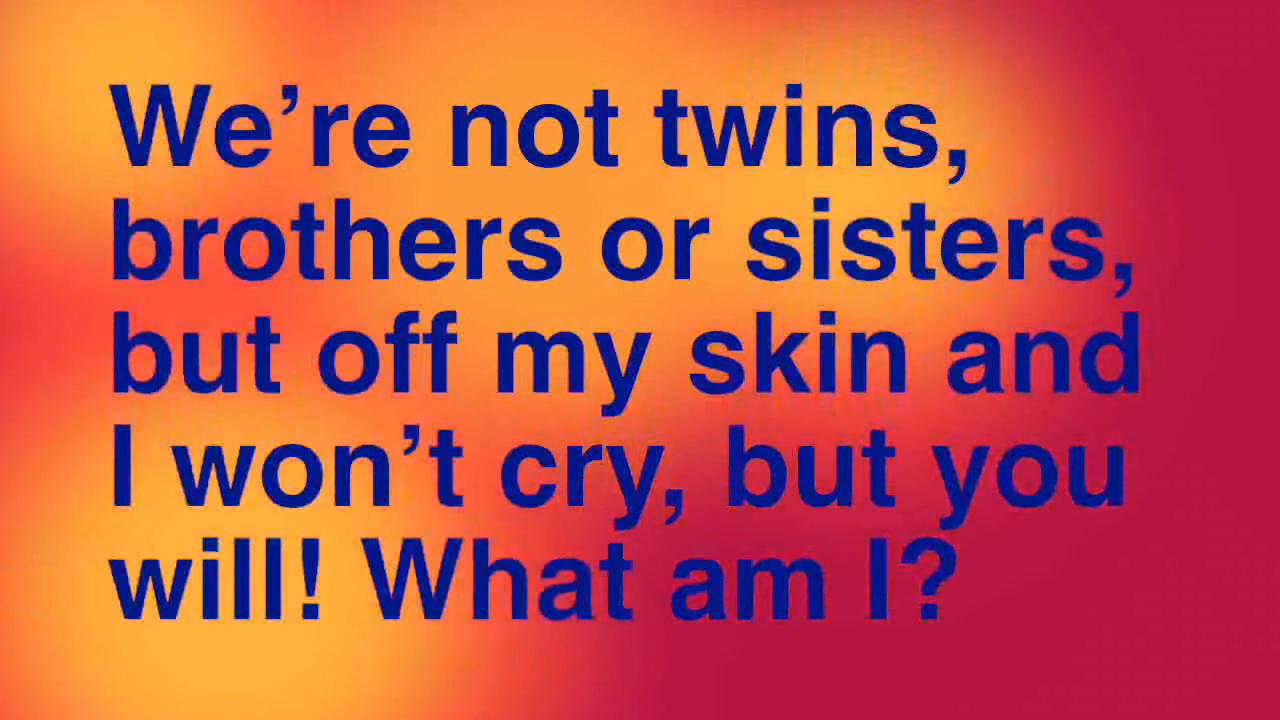 We’re not twins,
brothers or sisters,
but off my skin and
I won’t cry, but you
will! What am I?